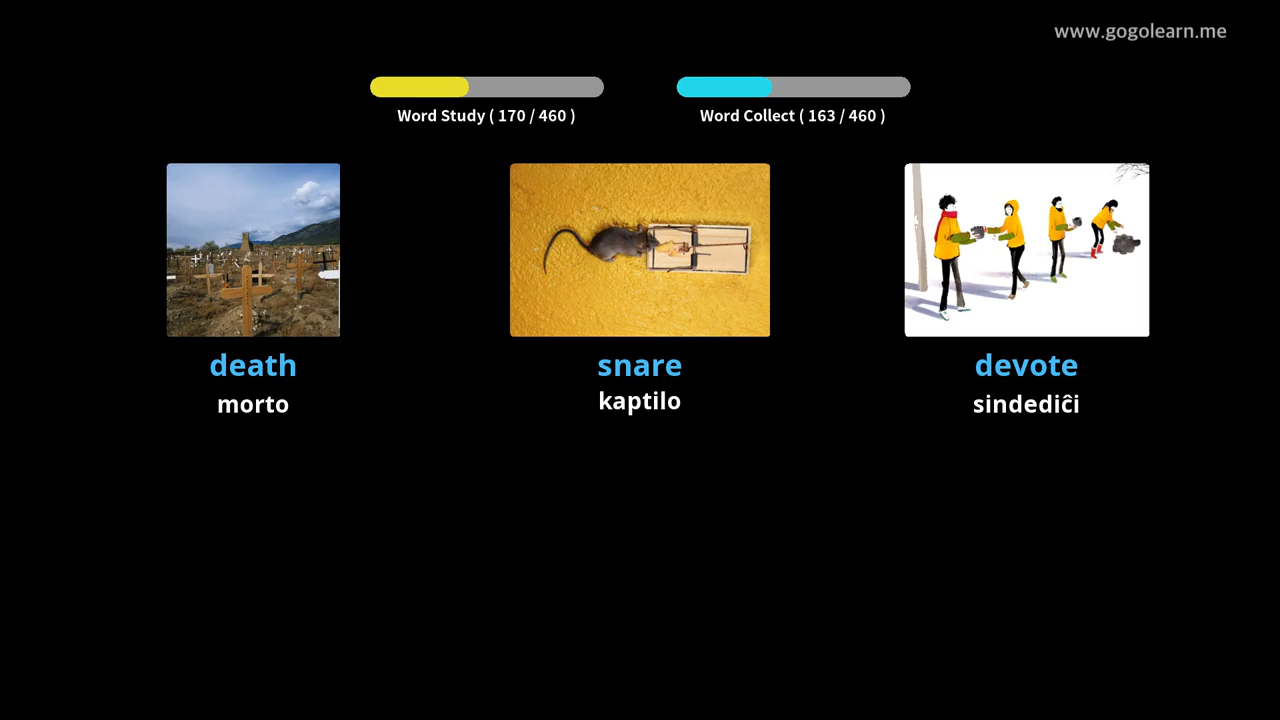 www.gogolearn.me
Word Study ( 170 / 460 )
Word Collect ( 163 / 460 )
death
snare
devote
morto
kaptilo
sindediĉi